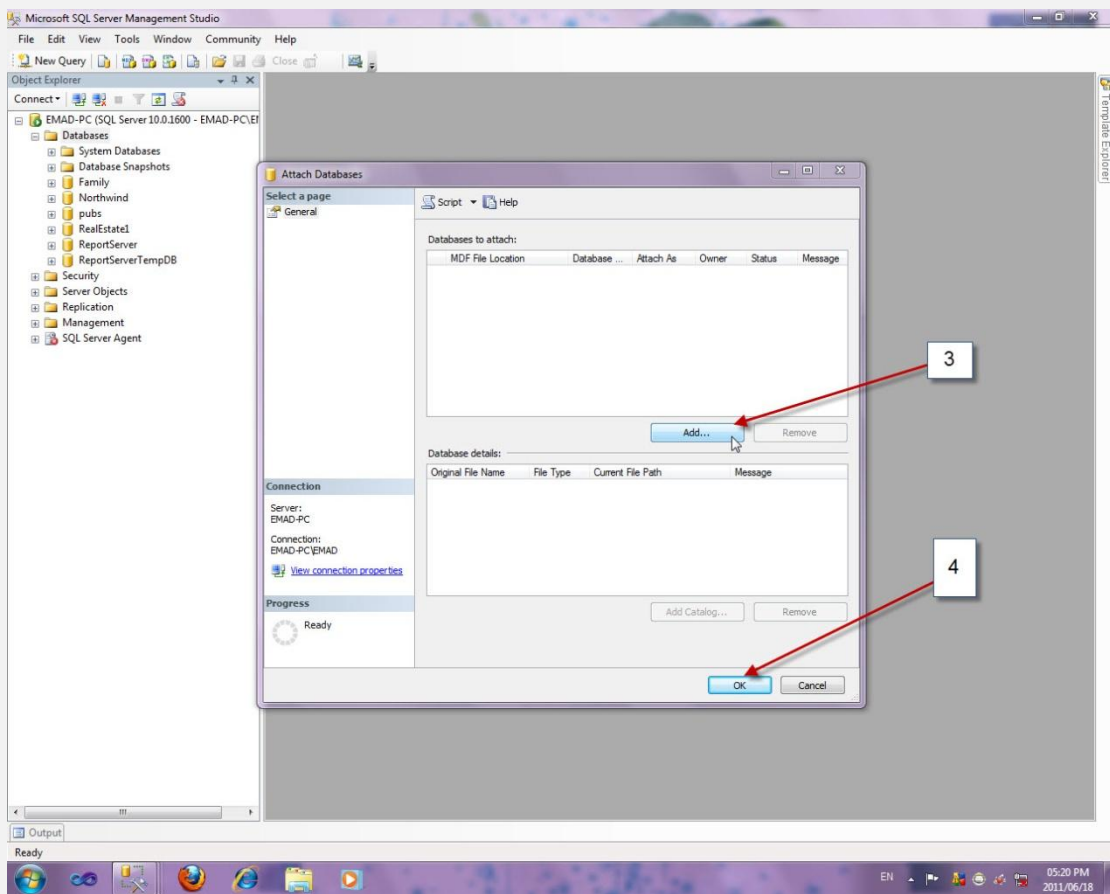 Microsoft SQL Server Management Studio
File Edit View Tools Window Community Help
New Query Close
Object Explorer
Connect
EMAD-PC (SQL Server 10.0.1600 - EMAD-PC\E
Databases
System Databases
Database Snapshots
Family
Northwind
pubs
RealEstate1
ReportServer
ReportServerTempDB
Security
Server Objects
Replication
Management
SQL Server Agent
Template Explorer
Attach Databases
Select a page
General
Script Help
Databases to attach:
MDF File Location Database ... Attach As Owner Status Message
3
Add... Remove
Database details:
Original File Name File Type Current File Path Message
Connection
Server:
EMAD-PC
Connection:
EMAD-PC\EMAD
View connection properties
4
Progress
Ready
Add Catalog... Remove
OK Cancel
Output
Ready
EN
05:20 PM
2011/06/18